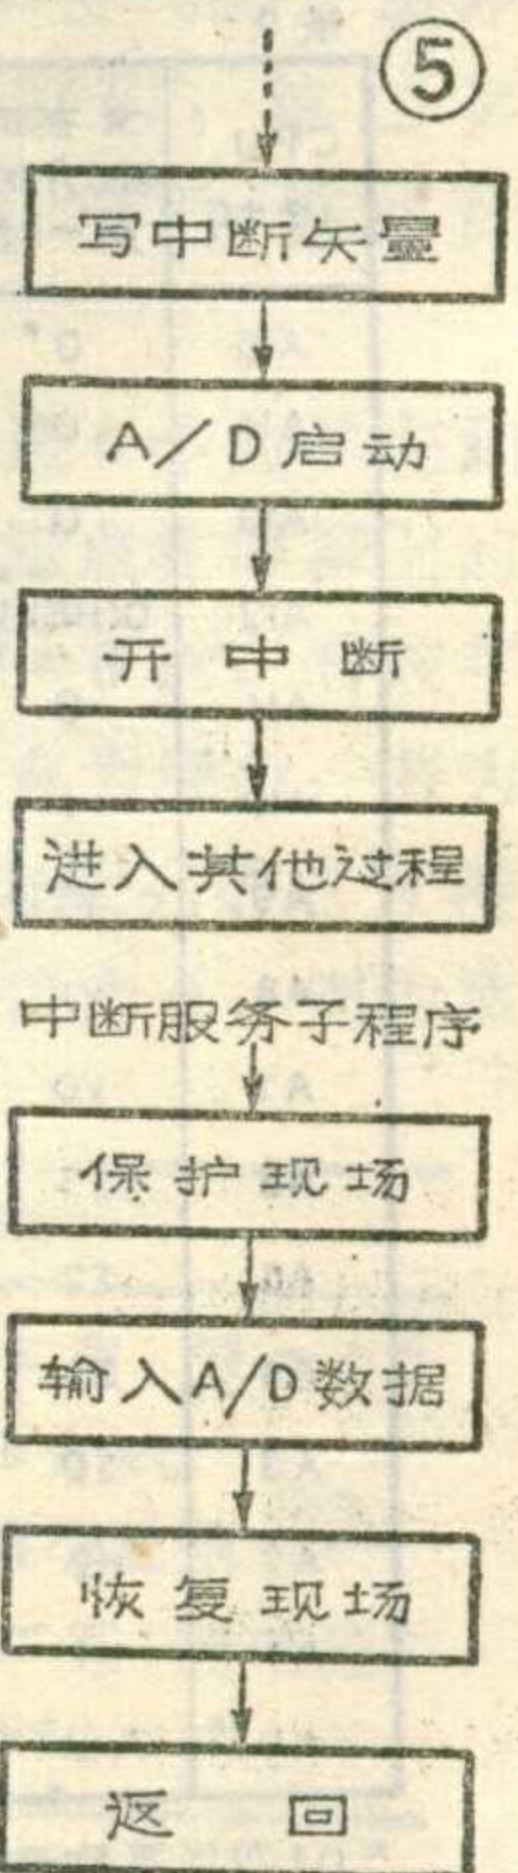 ⑤
写中断矢量
A/D启动
开中断
进入其他过程
中断服务子程序
保护现场
输入A/D数据
恢复现场
返回